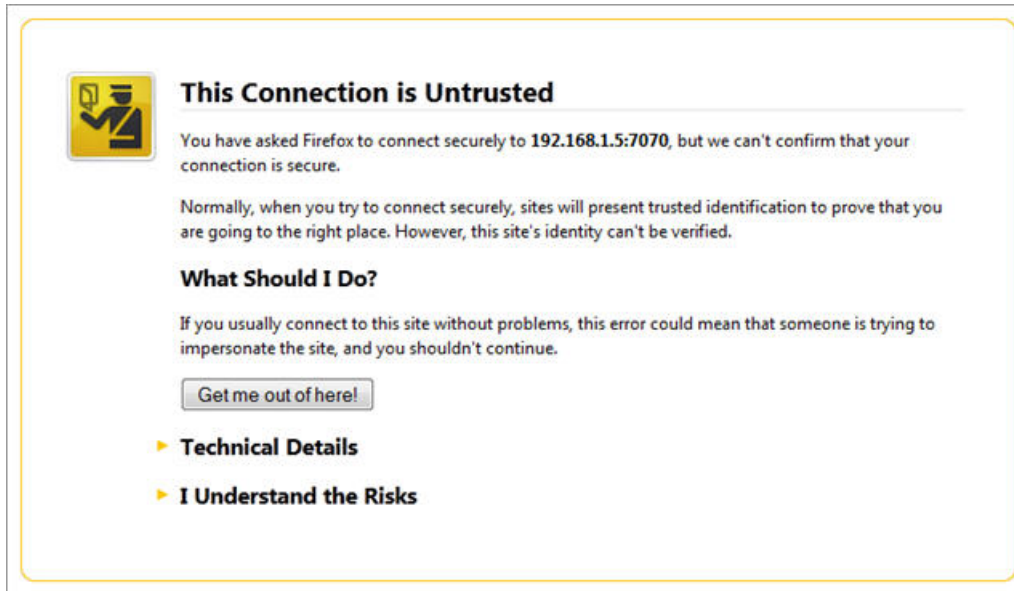 This Connection is Untrusted
You have asked Firefox to connect securely to 192.168.1.5:7070, but we can't confirm that your
connection is secure.
Normally, when you try to connect securely, sites will present trusted identification to prove that you
are going to the right place. However, this site's identity can't be verified.
What Should I Do?
If you usually connect to this site without problems, this error could mean that someone is trying to
impersonate the site, and you shouldn't continue.
Get me out of here!
Technical Details
I Understand the Risks